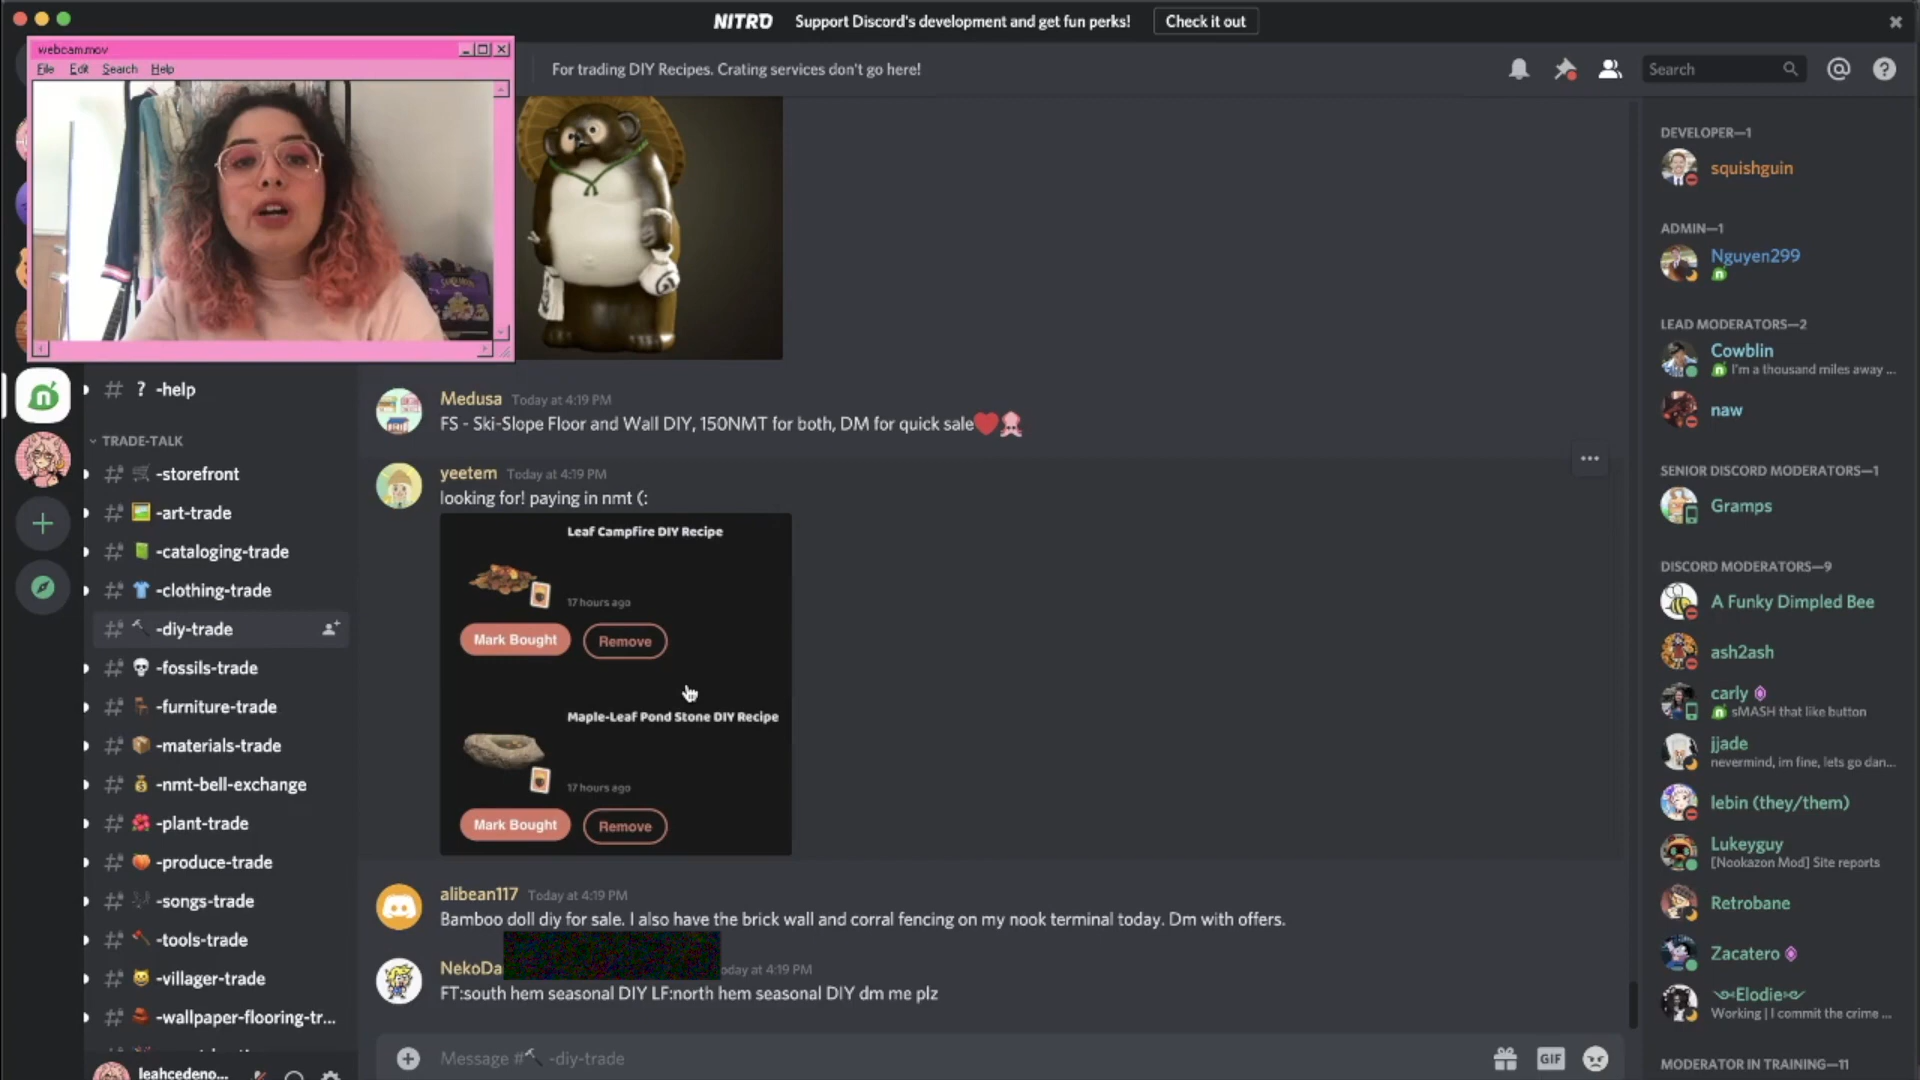 NITRO Support Discord's development and get fun perks! Check it out
webcam.mov
File Edit Search Help
For trading DIY Recipes. Crating services don't go here!
Search
? -help
TRADE-TALK
-storefront
-art-trade
-cataloging-trade
-clothing-trade
-diy-trade
-fossils-trade
-furniture-trade
-materials-trade
-nmt-bell-exchange
-plant-trade
-produce-trade
-songs-trade
-tools-trade
-villager-trade
-wallpaper-flooring-tr...
leahcedeno...
Medusa Today at 4:19 PM
FS - Ski-Slope Floor and Wall DIY, 150NMT for both, DM for quick sale
yeetem Today at 4:19 PM
looking for! paying in nmt (:
Leaf Campfire DIY Recipe
17 hours ago
Mark Bought Remove
Maple-Leaf Pond Stone DIY Recipe
17 hours ago
Mark Bought Remove
alibean117 Today at 4:19 PM
Bamboo doll diy for sale. I also have the brick wall and corral fencing on my nook terminal today. Dm with offers.
NekoDa oday at 4:19 PM
FT:south hem seasonal DIY LF:north hem seasonal DIY dm me plz
Message # -diy-trade
GIF
DEVELOPER—1
squishguin
ADMIN—1
Nguyen299
LEAD MODERATORS—2
Cowblin
I'm a thousand miles away ...
naw
SENIOR DISCORD MODERATORS—1
Gramps
DISCORD MODERATORS—9
A Funky Dimpled Bee
ash2ash
carly
sMASH that like button
jjade
nevermind, im fine, lets go dan...
lebin (they/them)
Lukeyguy
[Nookazon Mod] Site reports
Retrobane
Zacatero
Elodie
Working | I commit the crime ...
MODERATOR IN TRAINING—11